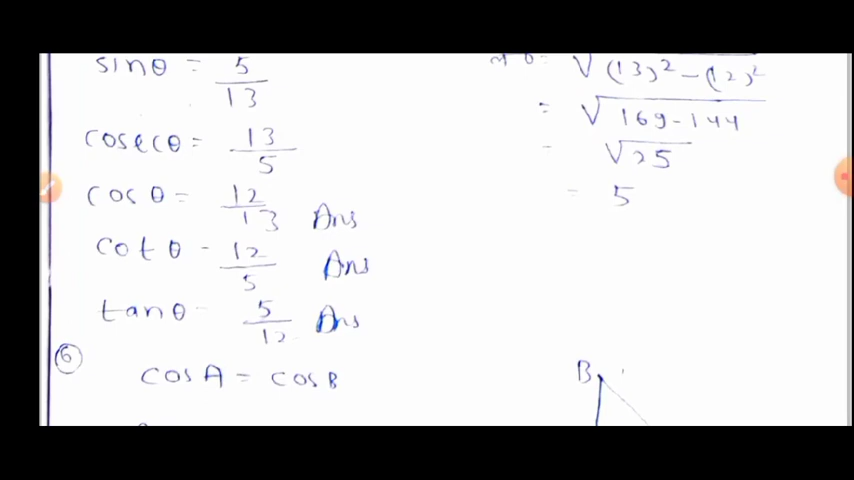 sinθ = 5/13
cosecθ = 13/5
cosθ = 12/13 Ans
cotθ - 12/5 Ans
tanθ - 5/12 Ans
√(13)² - (12)²
= √169-144
- √25
= 5
⑥ cosA = cosB
B